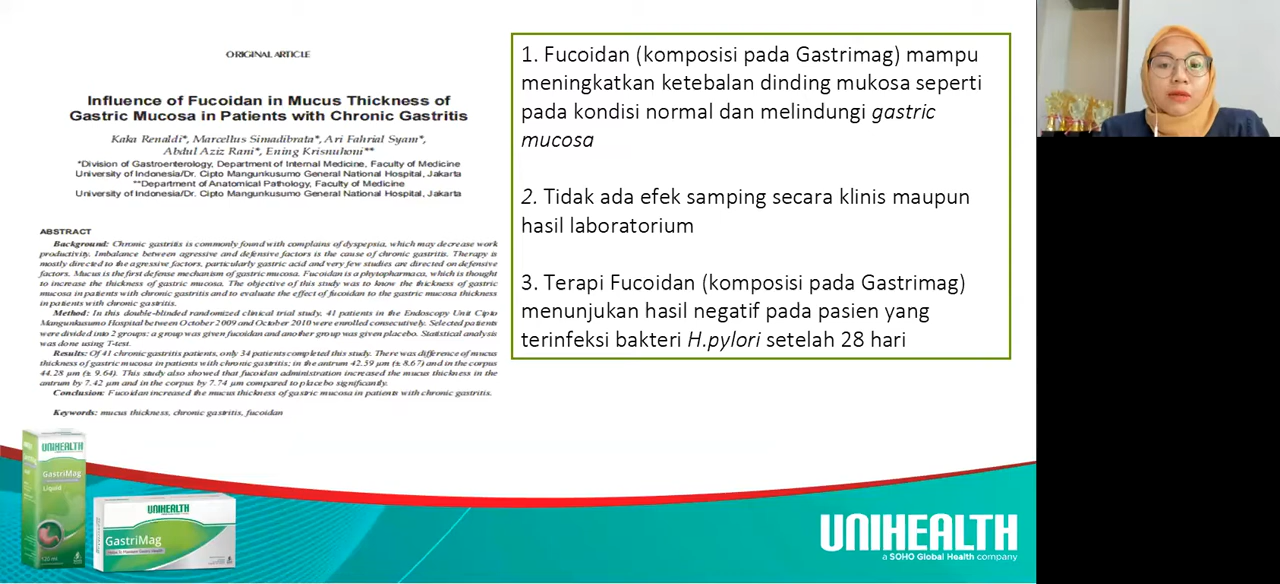 ORIGINAL ARTICLE
Influence of Fucoidan in Mucus Thickness of
Gastric Mucosa in Patients with Chronic Gastritis
Kaka Renaldi*, Marcellus Simadibrata*, Ari Fahrial Syam*,
Abdul Aziz Rani*, Ening Krisnuhoni**
*Division of Gastroenterology, Department of Internal Medicine, Faculty of Medicine
University of Indonesia/Dr. Cipto Mangunkusumo General National Hospital, Jakarta
**Department of Anatomical Pathology, Faculty of Medicine
University of Indonesia/Dr. Cipto Mangunkusumo General National Hospital, Jakarta
ABSTRACT
Background: Chronic gastritis is commonly found with complains of dyspepsia, which may decrease work
productivity. Imbalance between agressive and defensive factors is the cause of chronic gastritis. Therapy is
mostly directed to the agressive factors, particularly gastric acid and very few studies are directed on defensive
factors. Mucus is the first defense mechanism of gastric mucosa. Fucoidan is a phytopharmaca, which is thought
to increase the thickness of gastric mucosa. The objective of this study was to know the thickness of gastric
mucosa in patients with chronic gastritis and to evaluate the effect of fucoidan to the gastric mucosa thickness
in patients with chronic gastritis.
Method: In this double-blinded randomized clinical trial study, 41 patients in the Endoscopy Unit Cipto
Mangunkusumo Hospital between October 2009 and October 2010 were enrolled consecutively. Selected patients
were divided into 2 groups: a group was given fucoidan and another group was given placebo. Statistical analysis
was done using T-test.
Results: Of 41 chronic gastritis patients, only 34 patients completed this study. There was difference of mucus
thickness of gastric mucosa in patients with chronic gastritis; in the antrum 42.59 µm (± 8.67) and in the corpus
44.28 µm (± 9.64). This study also showed that fucoidan administration increased the mucus thickness in the
antrum by 7.42 µm and in the corpus by 7.74 µm compared to placebo significantly.
Conclusion: Fucoidan increased the mucus thickness of gastric mucosa in patients with chronic gastritis.
Keywords: mucus thickness, chronic gastritis, fucoidan
1. Fucoidan (komposisi pada Gastrimag) mampu
meningkatkan ketebalan dinding mukosa seperti
pada kondisi normal dan melindungi gastric
mucosa
2. Tidak ada efek samping secara klinis maupun
hasil laboratorium
3. Terapi Fucoidan (komposisi pada Gastrimag)
menunjukan hasil negatif pada pasien yang
terinfeksi bakteri H.pylori setelah 28 hari
UNIHEALTH
GastriMag
Liquid
120 ml
UNIHEALTH
GastriMag
Helps to Maintain Gastric Health
UNIHEALTH
a SOHO Global Health company